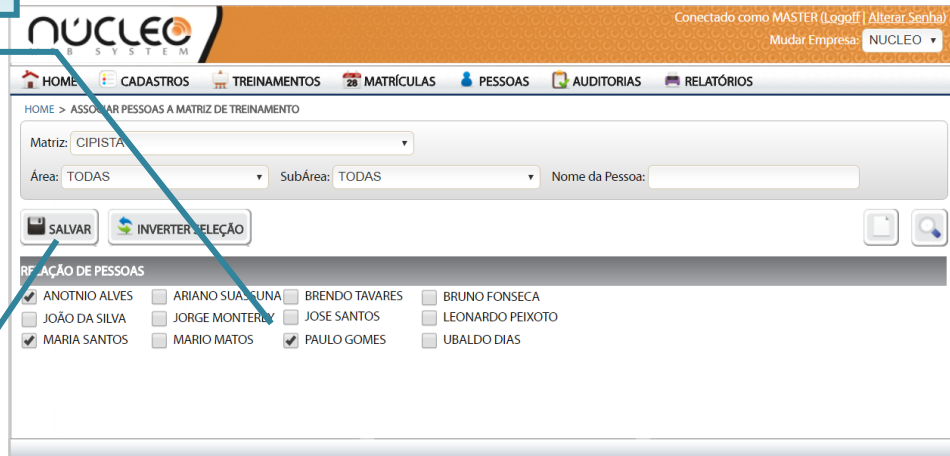 NÚCLEO
WEB SYSTEM
Conectado como MASTER (Logoff | Alterar Senha)
Mudar Empresa: NUCLEO
HOME CADASTROS TREINAMENTOS 28 MATRÍCULAS PESSOAS AUDITORIAS RELATÓRIOS
HOME > ASSOCIAR PESSOAS A MATRIZ DE TREINAMENTO
Matriz: CIPISTA
Área: TODAS SubÁrea: TODAS Nome da Pessoa:
SALVAR INVERTER SELEÇÃO
RELAÇÃO DE PESSOAS
ANOTNIO ALVES ARIANO SUASSUNA BRENDO TAVARES BRUNO FONSECA
JOÃO DA SILVA JORGE MONTEREY JOSE SANTOS LEONARDO PEIXOTO
MARIA SANTOS MARIO MATOS PAULO GOMES UBALDO DIAS